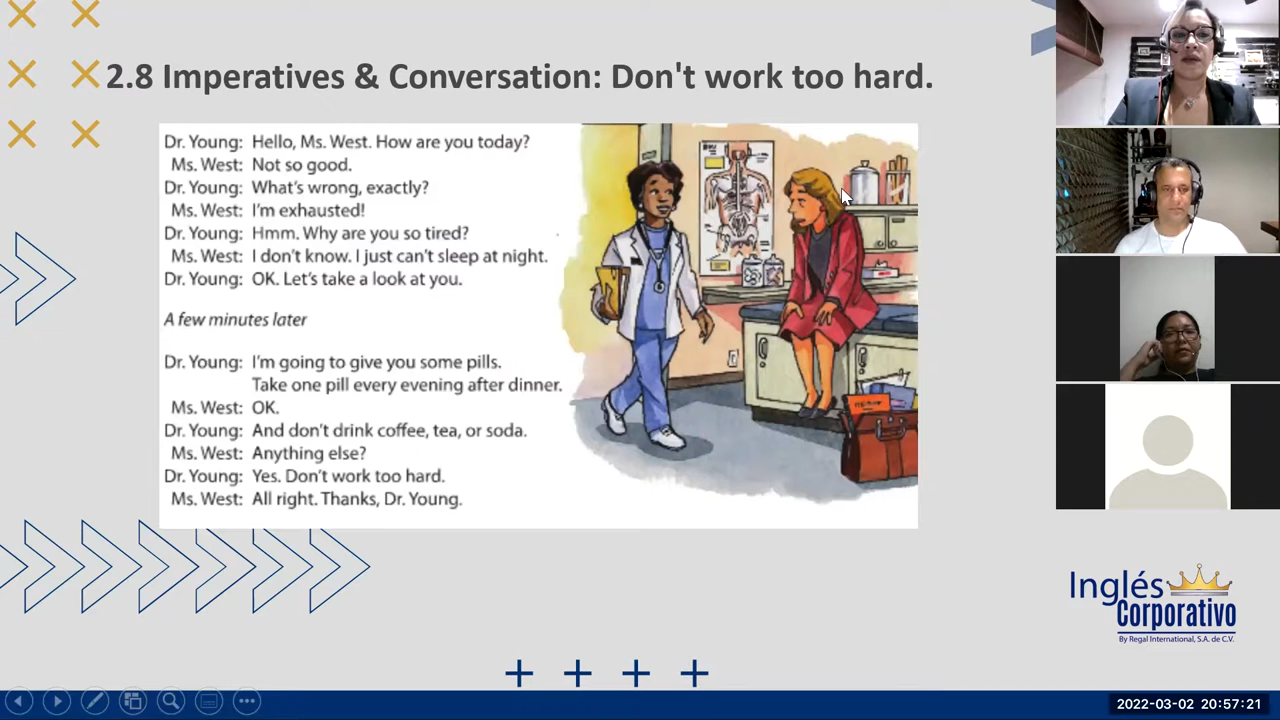 2.8 Imperatives & Conversation: Don't work too hard.
Dr. Young: Hello, Ms. West. How are you today?
Ms. West: Not so good.
Dr. Young: What's wrong, exactly?
Ms. West: I'm exhausted!
Dr. Young: Hmm. Why are you so tired?
Ms. West: I don't know. I just can't sleep at night.
Dr. Young: OK. Let's take a look at you.
A few minutes later
Dr. Young: I'm going to give you some pills.
Take one pill every evening after dinner.
Ms. West: OK.
Dr. Young: And don't drink coffee, tea, or soda.
Ms. West: Anything else?
Dr. Young: Yes. Don't work too hard.
Ms. West: All right. Thanks, Dr. Young.
Inglés
Corporativo
By Regal International, S.A. de C.V.
2022-03-02 20:57:21